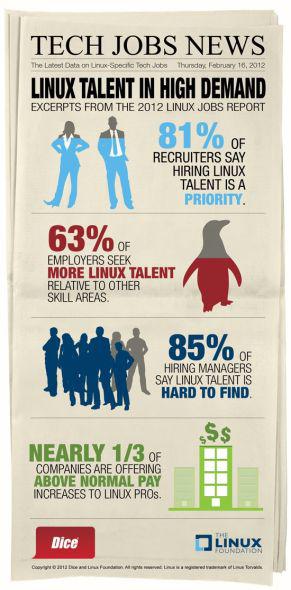 TECH JOBS NEWS
The Latest Data on Linux-Specific Tech Jobs Thursday, February 16, 2012
LINUX TALENT IN HIGH DEMAND
EXCERPTS FROM THE 2012 LINUX JOBS REPORT
81% OF
RECRUITERS SAY
HIRING LINUX
TALENT IS A
PRIORITY.
63% OF
EMPLOYERS SEEK
MORE LINUX TALENT
RELATIVE TO OTHER
SKILL AREAS.
85% OF
HIRING MANAGERS
SAY LINUX TALENT IS
HARD TO FIND.
$$$
NEARLY 1/3 OF
COMPANIES ARE OFFERING
ABOVE NORMAL PAY
INCREASES TO LINUX PROS.
Dice
THE
LINUX
FOUNDATION
Copyright © 2012 Dice and Linux Foundation. All rights reserved. Linux is a registered trademark of Linus Torvalds.